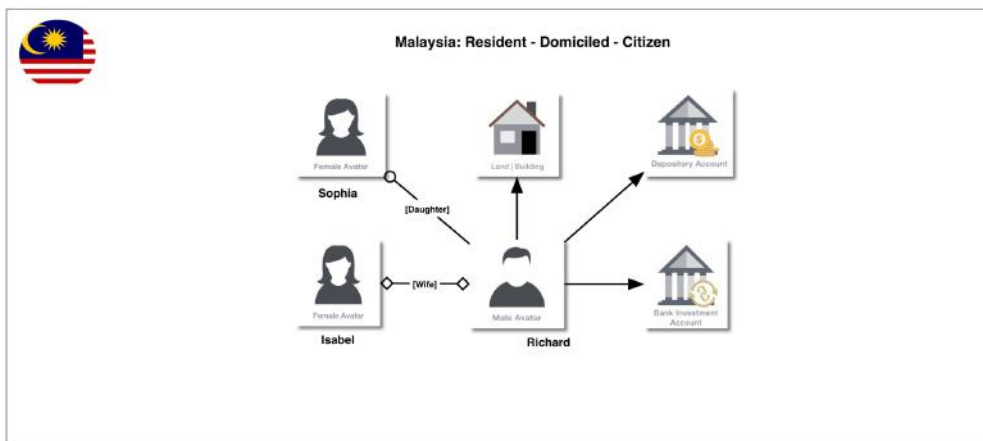 Malaysia: Resident - Domiciled - Citizen
Female Avatar
Sophia
Land | Building
Depository Account
[Daughter]
Female Avatar
Isabel
[Wife]
Male Avatar
Richard
Bank Investment
Account